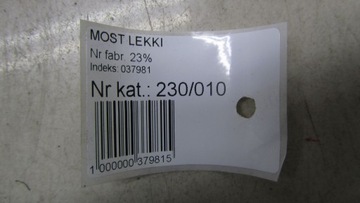 MOST LEKKI
Nr fabr 23%
Indeks: 037981
Nr kat.: 230/010
1 000000 379815